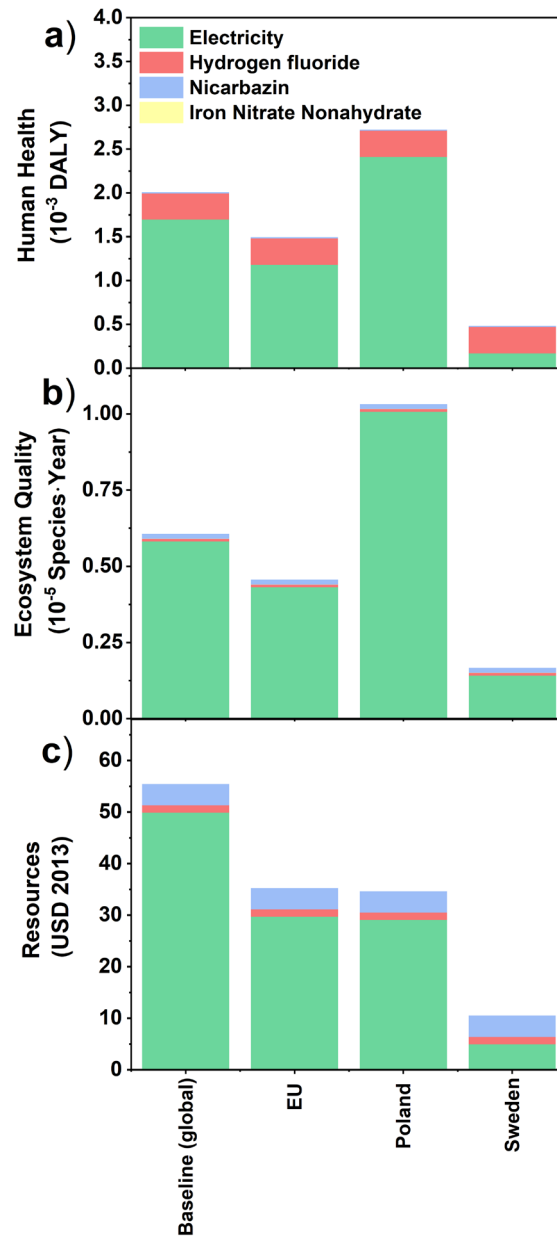 a)
Electricity
Hydrogen fluoride
Nicarbazin
Iron Nitrate Nonahydrate
Human Health
(10⁻³ DALY)
4.0
3.5
3.0
2.5
2.0
1.5
1.0
0.5
0.0
b)
Ecosystem Quality
(10⁻⁵ Species·Year)
1.00
0.75
0.50
0.25
0.00
c)
Resources
(USD 2013)
60
50
40
30
20
10
0
Baseline (global)
EU
Poland
Sweden